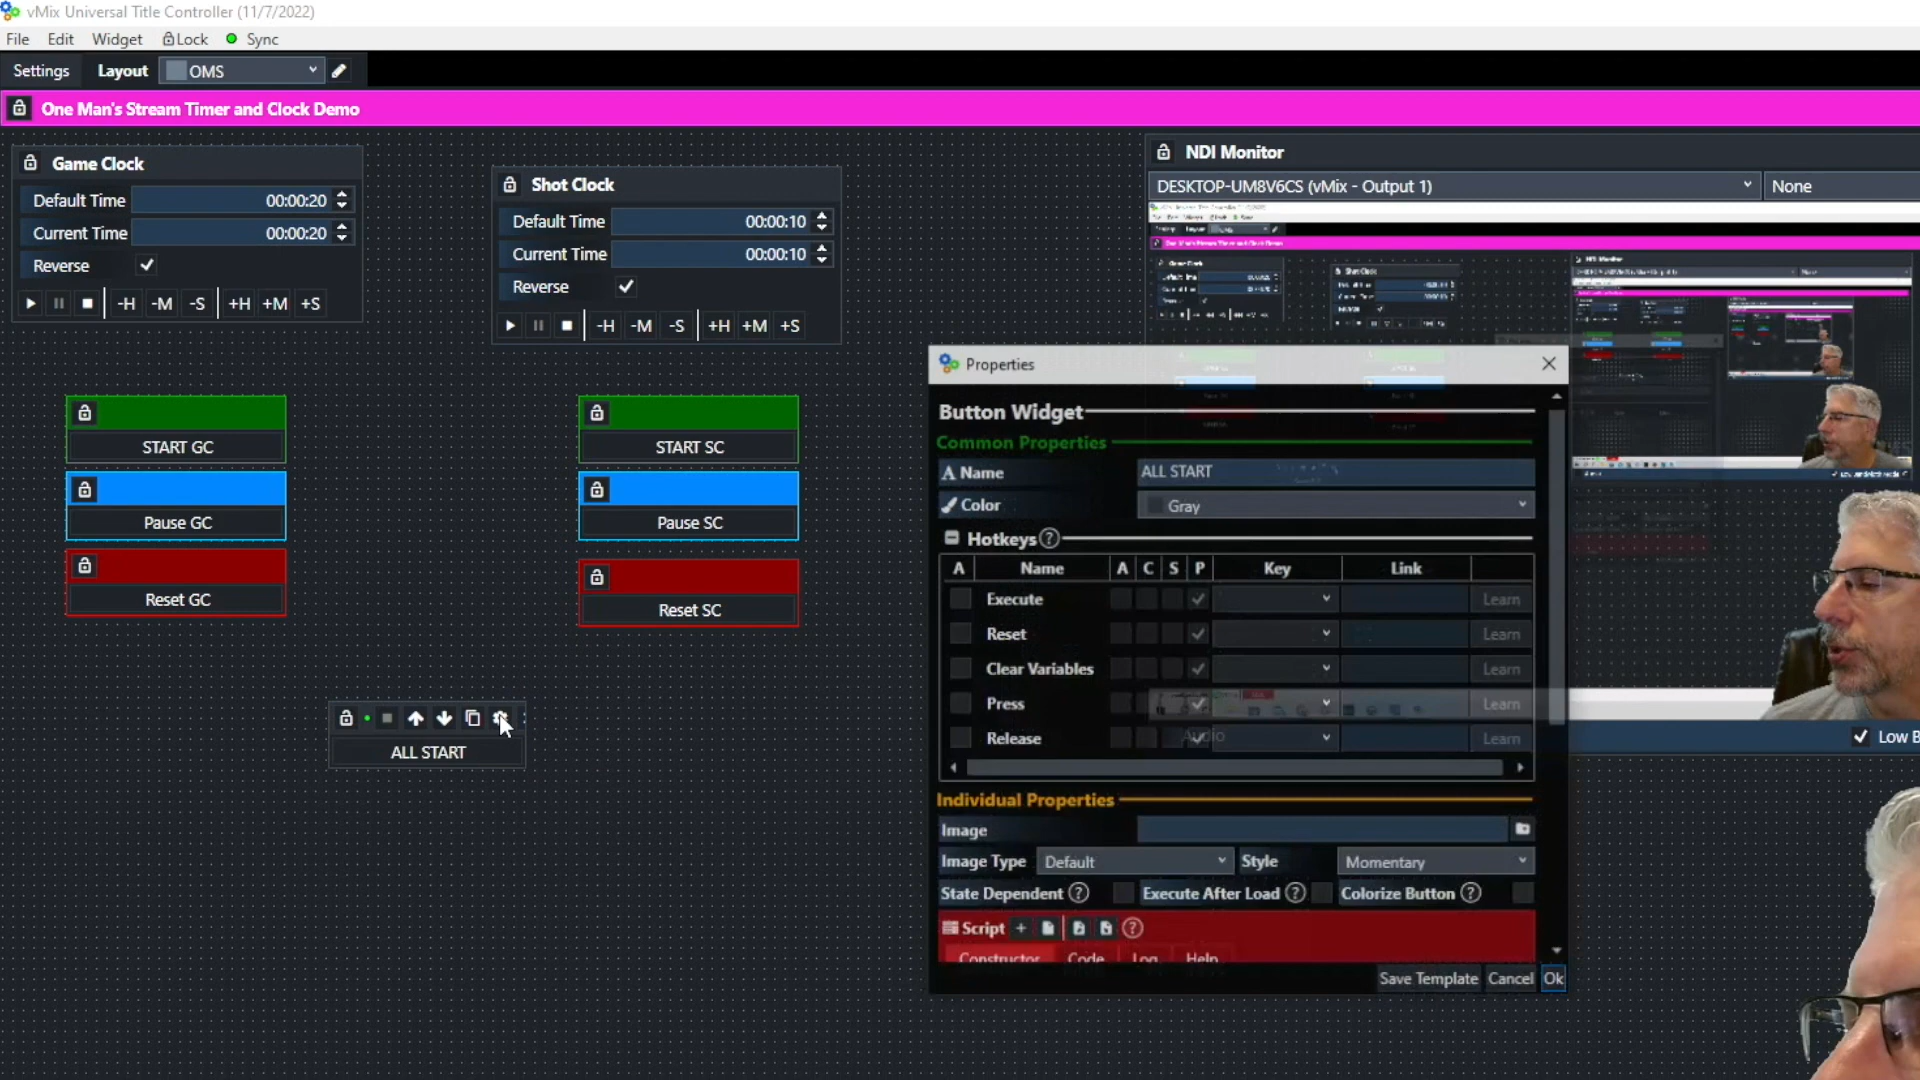 vMix Universal Title Controller (11/7/2022)
File Edit Widget Lock Sync
Settings Layout OMS
One Man's Stream Timer and Clock Demo
Game Clock
Default Time 00:00:20
Current Time 00:00:20
Reverse
-H -M -S +H +M +S
Shot Clock
Default Time 00:00:10
Current Time 00:00:10
Reverse
-H -M -S +H +M +S
START GC
Pause GC
Reset GC
START SC
Pause SC
Reset SC
ALL START
NDI Monitor
DESKTOP-UM8V6CS (vMix - Output 1) None
Low B
Properties
Button Widget
Common Properties
A Name ALL START
Color Gray
Hotkeys ?
A Name A C S P Key Link
Execute Learn
Reset Learn
Clear Variables Learn
Press Learn
Release Learn
Audio
Individual Properties
Image
Image Type Default Style Momentary
State Dependent ? Execute After Load ? Colorize Button ?
Script + ?
Constructor Code Log Help
Save Template Cancel Ok